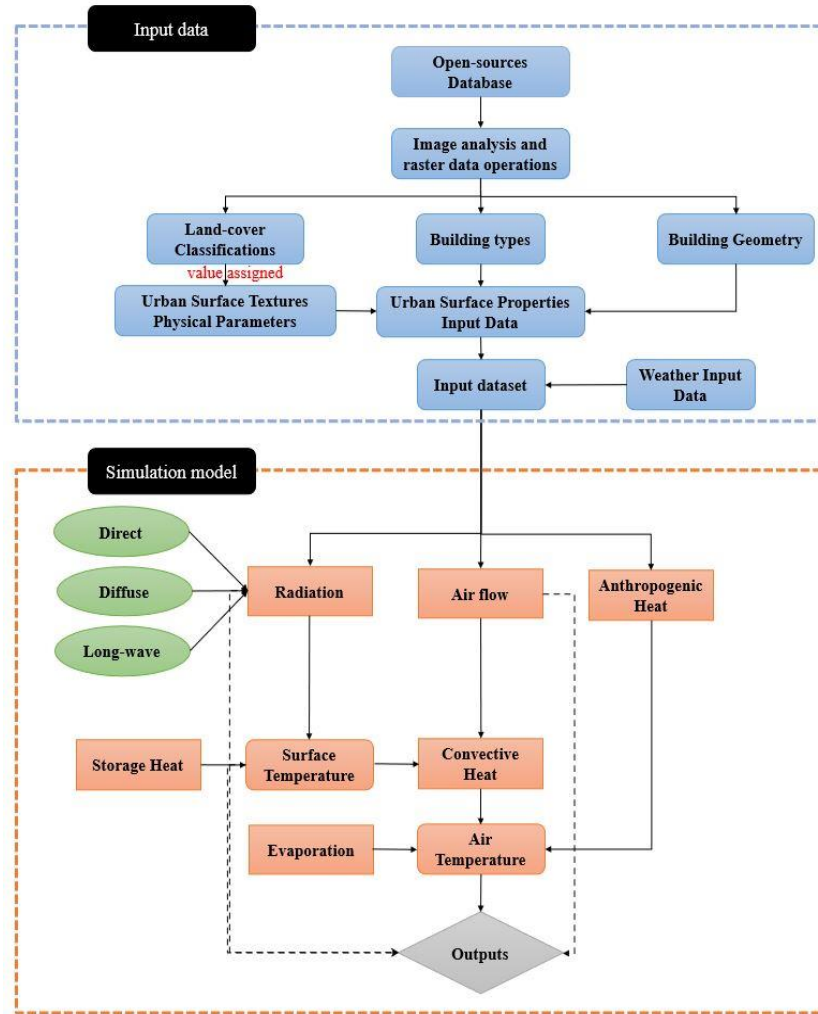 Input data
Open-sources
Database
Image analysis and
raster data operations
Land-cover
Classifications
Building types
Building Geometry
value assigned
Urban Surface Textures
Physical Parameters
Urban Surface Properties
Input Data
Input dataset
Weather Input
Data
Simulation model
Direct
Diffuse
Long-wave
Radiation
Air flow
Anthropogenic
Heat
Storage Heat
Surface
Temperature
Convective
Heat
Evaporation
Air
Temperature
Outputs